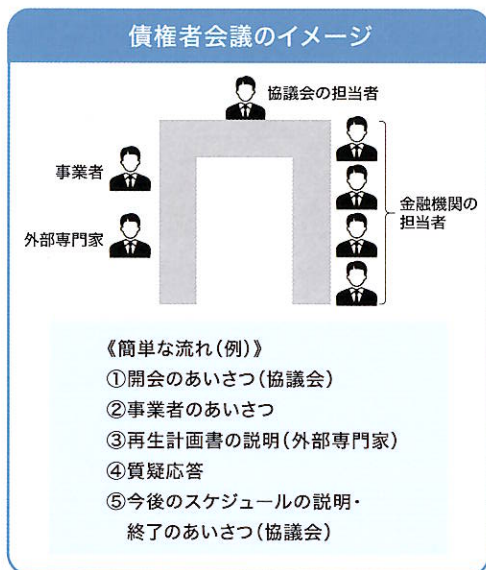 債権者会議のイメージ
協議会の担当者
事業者
外部専門家
金融機関の
担当者
《簡単な流れ(例)》
①開会のあいさつ(協議会)
②事業者のあいさつ
③再生計画書の説明(外部専門家)
④質疑応答
⑤今後のスケジュールの説明・
終了のあいさつ(協議会)